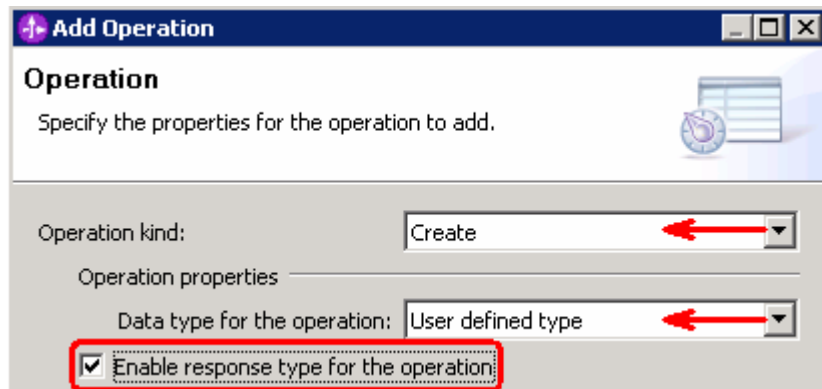 Add Operation
Operation
Specify the properties for the operation to add.
Operation kind: Create
Operation properties
Data type for the operation: User defined type
Enable response type for the operation